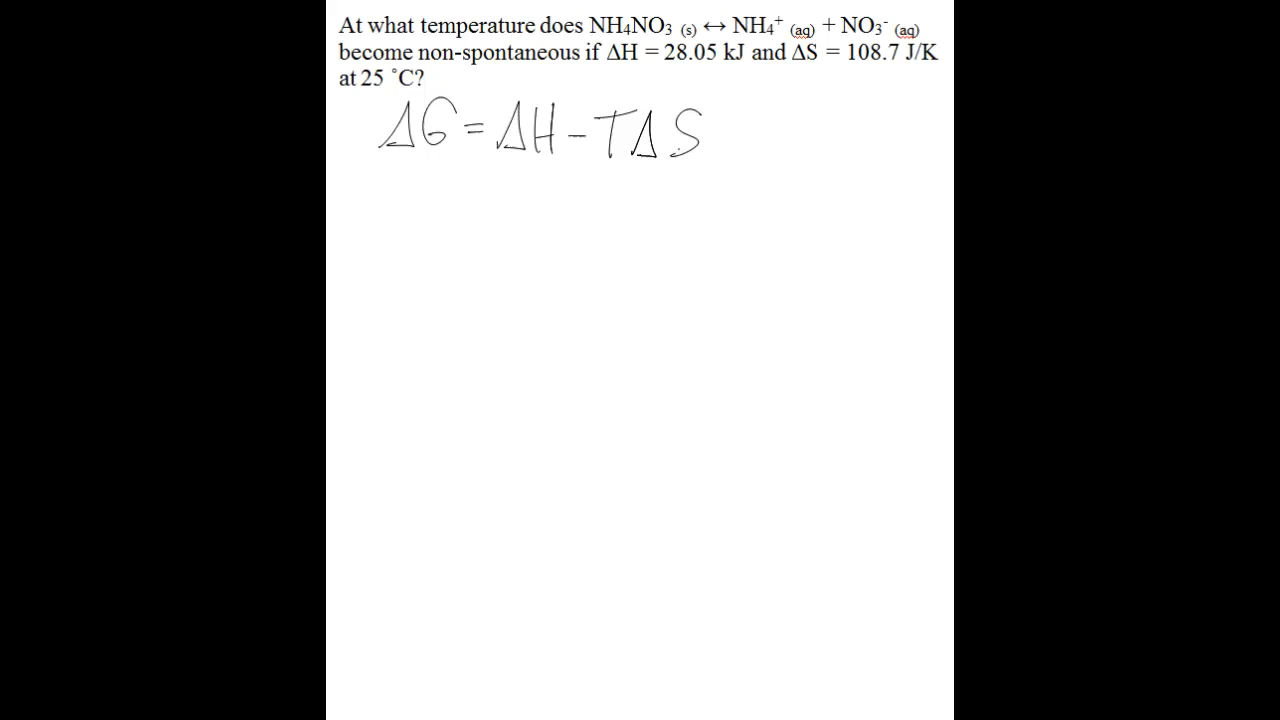 At what temperature does NH₄NO₃ (s) ↔ NH₄⁺ (aq) + NO₃⁻ (aq)
become non-spontaneous if ΔH = 28.05 kJ and ΔS = 108.7 J/K
at 25 ˚C?
ΔG = ΔH - TΔS